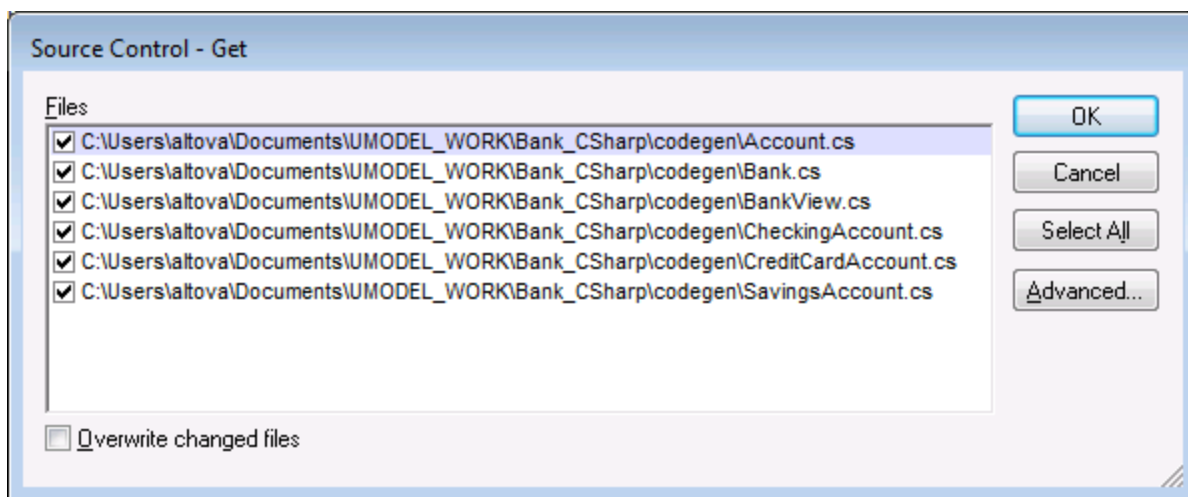 Source Control - Get
Files
C:\Users\altova\Documents\UMODEL_WORK\Bank_CSharp\codegen\Account.cs
C:\Users\altova\Documents\UMODEL_WORK\Bank_CSharp\codegen\Bank.cs
C:\Users\altova\Documents\UMODEL_WORK\Bank_CSharp\codegen\BankView.cs
C:\Users\altova\Documents\UMODEL_WORK\Bank_CSharp\codegen\CheckingAccount.cs
C:\Users\altova\Documents\UMODEL_WORK\Bank_CSharp\codegen\CreditCardAccount.cs
C:\Users\altova\Documents\UMODEL_WORK\Bank_CSharp\codegen\SavingsAccount.cs
Overwrite changed files
OK
Cancel
Select All
Advanced...